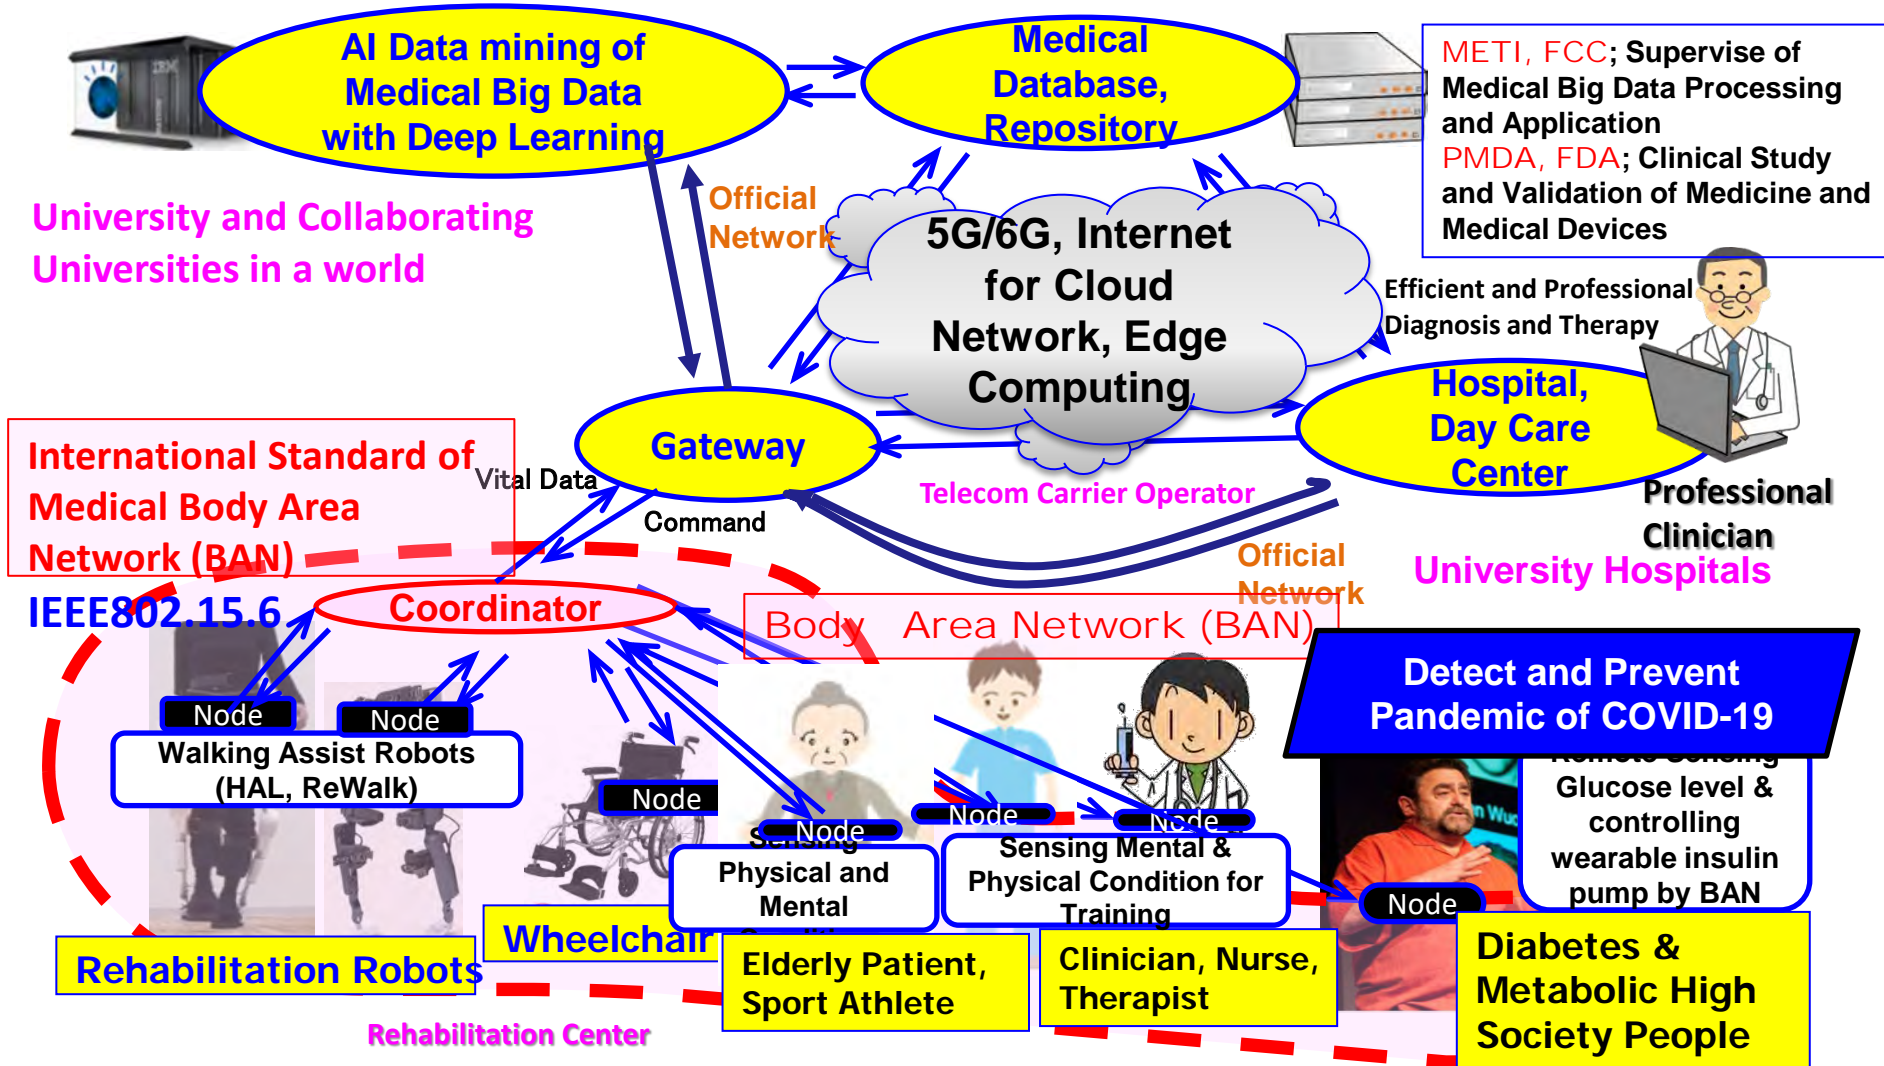 AI Data mining of
Medical Big Data
with Deep Learning
Medical
Database,
Repository
METI, FCC; Supervise of
Medical Big Data Processing
and Application
PMDA, FDA; Clinical Study
and Validation of Medicine and
Medical Devices
University and Collaborating
Universities in a world
Official
Network
5G/6G, Internet
for Cloud
Network, Edge
Computing
Efficient and Professional
Diagnosis and Therapy
Hospital,
Day Care
Center
Gateway
International Standard of
Medical Body Area
Network (BAN)
IEEE802.15.6
Vital Data
Command
Telecom Carrier Operator
Professional
Clinician
Official
Network
University Hospitals
Coordinator
Body Area Network (BAN)
Detect and Prevent
Pandemic of COVID-19
Node
Node
Walking Assist Robots
(HAL, ReWalk)
Node
Node
Sensing
Physical and
Mental
Node
Node
Sensing Mental &
Physical Condition for
Training
Node
Remote Sensing
Glucose level &
controlling
wearable insulin
pump by BAN
Rehabilitation Robots
Wheelchair
Elderly Patient,
Sport Athlete
Clinician, Nurse,
Therapist
Diabetes &
Metabolic High
Society People
Rehabilitation Center